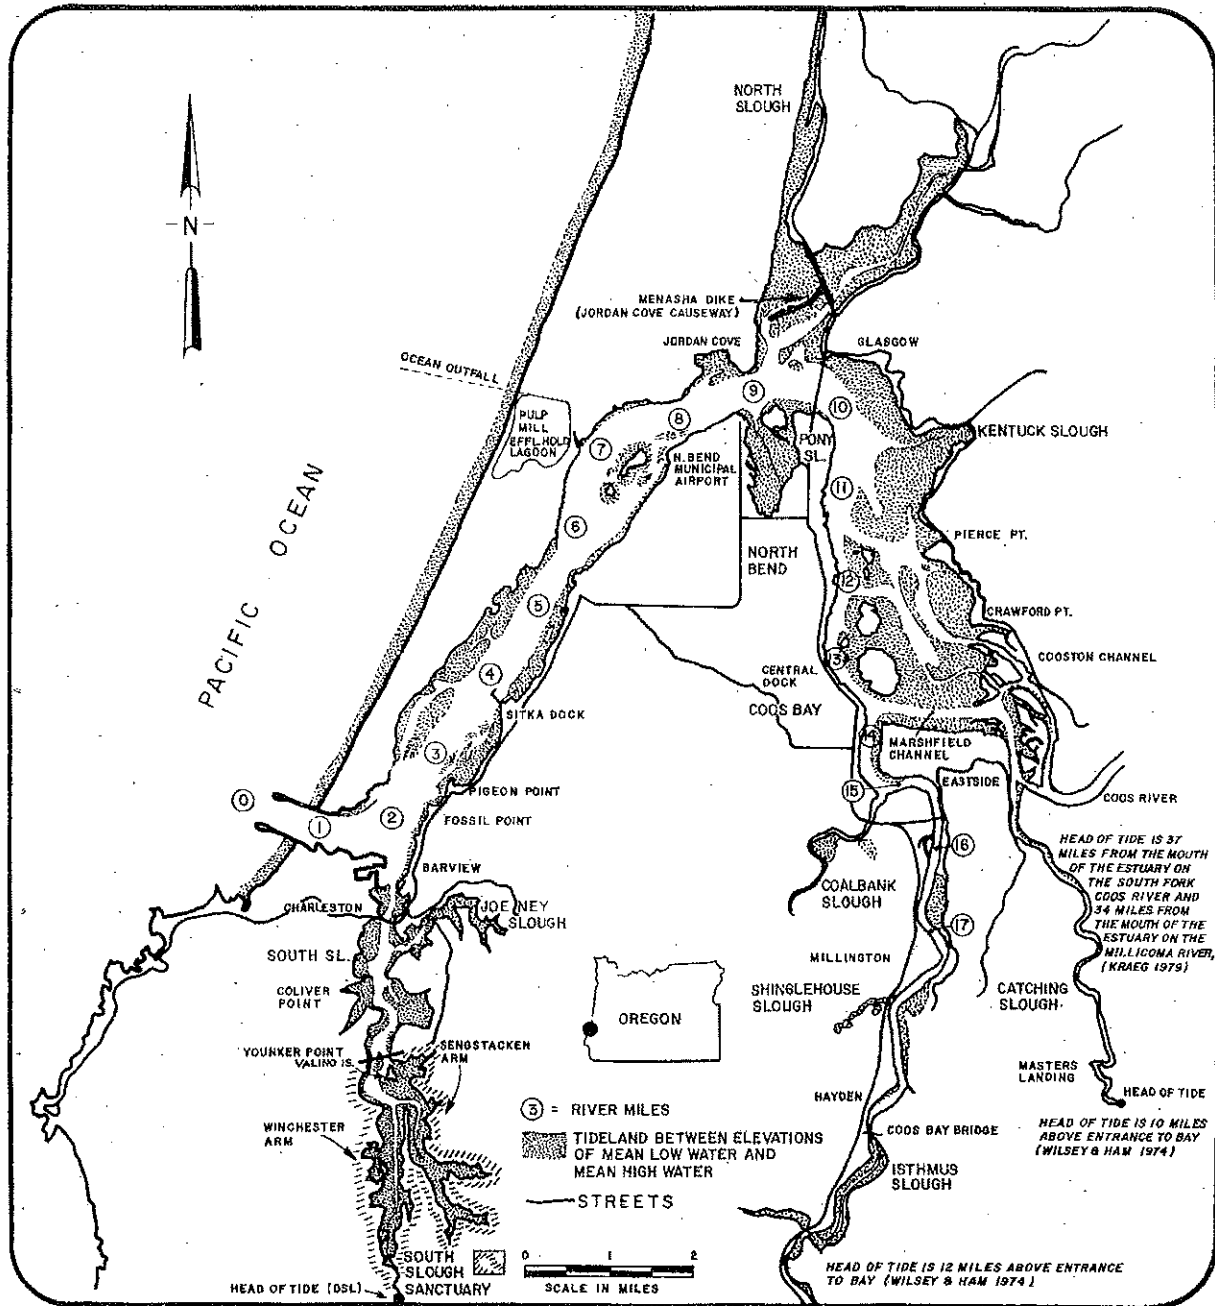 NORTH
SLOUGH
N
MENASHA DIKE
(JORDAN COVE CAUSEWAY)
JORDAN COVE
GLASGOW
OCEAN OUTFALL
PULP
MILL
EFFL. HOLD
LAGOON
9
8
10
7
PONY
SL.
KENTUCK SLOUGH
N. BEND
MUNICIPAL
AIRPORT
11
6
PIERCE PT.
PACIFIC OCEAN
NORTH
BEND
12
5
CRAWFORD PT.
COOSTON CHANNEL
13
CENTRAL
DOCK
4
COOS BAY
SITKA DOCK
14
MARSHFIELD
CHANNEL
3
EASTSIDE
PIGEON POINT
15
COOS RIVER
0
1
2
FOSSIL POINT
16
HEAD OF TIDE IS 37
MILES FROM THE MOUTH
OF THE ESTUARY ON
THE SOUTH FORK
COOS RIVER AND
34 MILES FROM
THE MOUTH OF THE
ESTUARY ON THE
MILLICOMA RIVER,
(KRAEG 1979)
BARVIEW
COALBANK
SLOUGH
CHARLESTON
JOE NEY
SLOUGH
17
SOUTH SL.
MILLINGTON
COLIVER
POINT
SHINGLEHOUSE
SLOUGH
CATCHING
SLOUGH
OREGON
YOUNKER POINT
VALINO IS.
SENGSTACKEN
ARM
MASTERS
LANDING
HEAD OF TIDE
HAYDEN
3 = RIVER MILES
WINCHESTER
ARM
COOS BAY BRIDGE
HEAD OF TIDE IS 10 MILES
ABOVE ENTRANCE TO BAY
(WILSEY & HAM 1974)
TIDELAND BETWEEN ELEVATIONS
OF MEAN LOW WATER AND
MEAN HIGH WATER
ISTHMUS
SLOUGH
STREETS
SOUTH
SLOUGH
SANCTUARY
0 1 2
SCALE IN MILES
HEAD OF TIDE (DSL)
HEAD OF TIDE IS 12 MILES ABOVE ENTRANCE
TO BAY (WILSEY & HAM 1974)